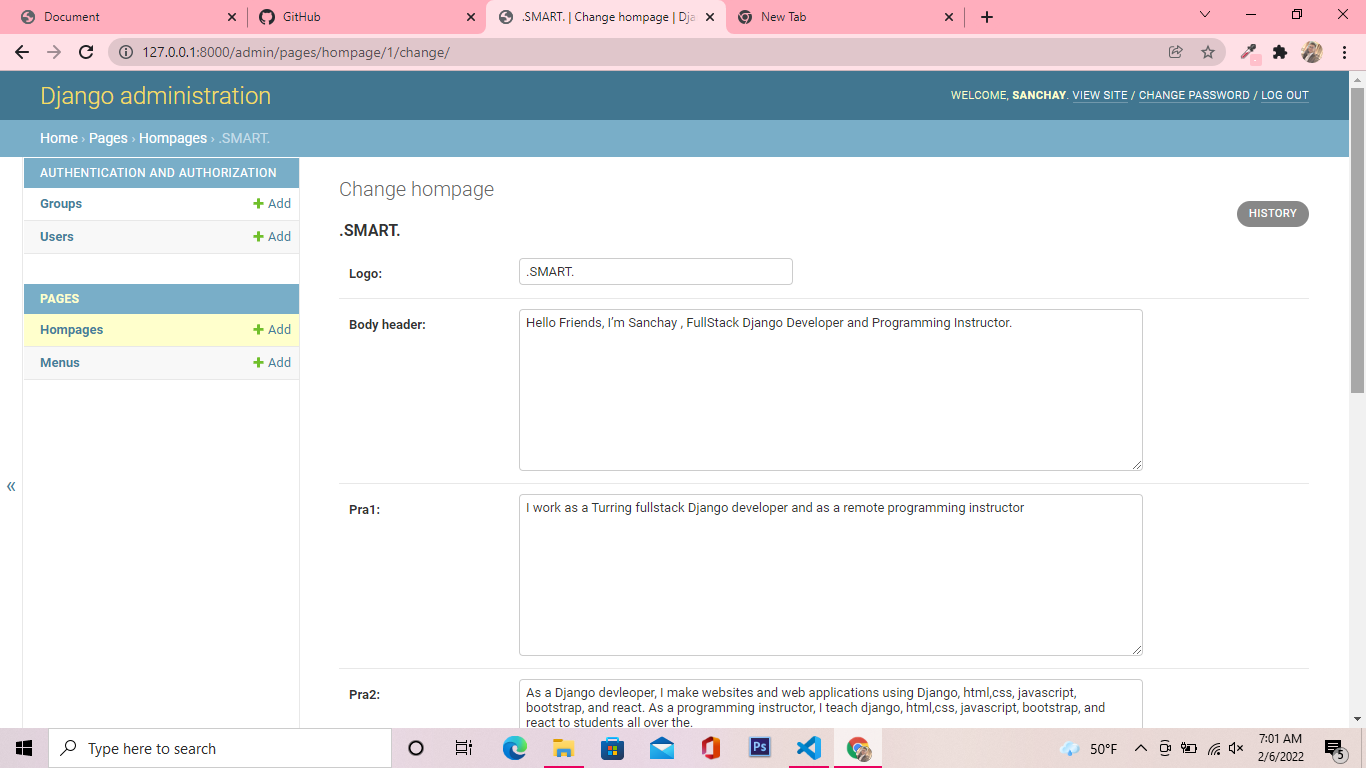 Document
GitHub
.SMART. | Change hompage | Dja
New Tab
127.0.0.1:8000/admin/pages/hompage/1/change/
Django administration
WELCOME, SANCHAY. VIEW SITE / CHANGE PASSWORD / LOG OUT
Home › Pages › Hompages › .SMART.
AUTHENTICATION AND AUTHORIZATION
Groups
Add
Users
Add
PAGES
Hompages
Add
Menus
Add
«
Change hompage
HISTORY
.SMART.
Logo:
.SMART.
Body header:
Hello Friends, I'm Sanchay , FullStack Django Developer and Programming Instructor.
Pra1:
I work as a Turring fullstack Django developer and as a remote programming instructor
Pra2:
As a Django devleoper, I make websites and web applications using Django, html,css, javascript,
bootstrap, and react. As a programming instructor, I teach django, html,css, javascript, bootstrap, and
react to students all over the.
Type here to search
Ps
50°F
7:01 AM
2/6/2022
5